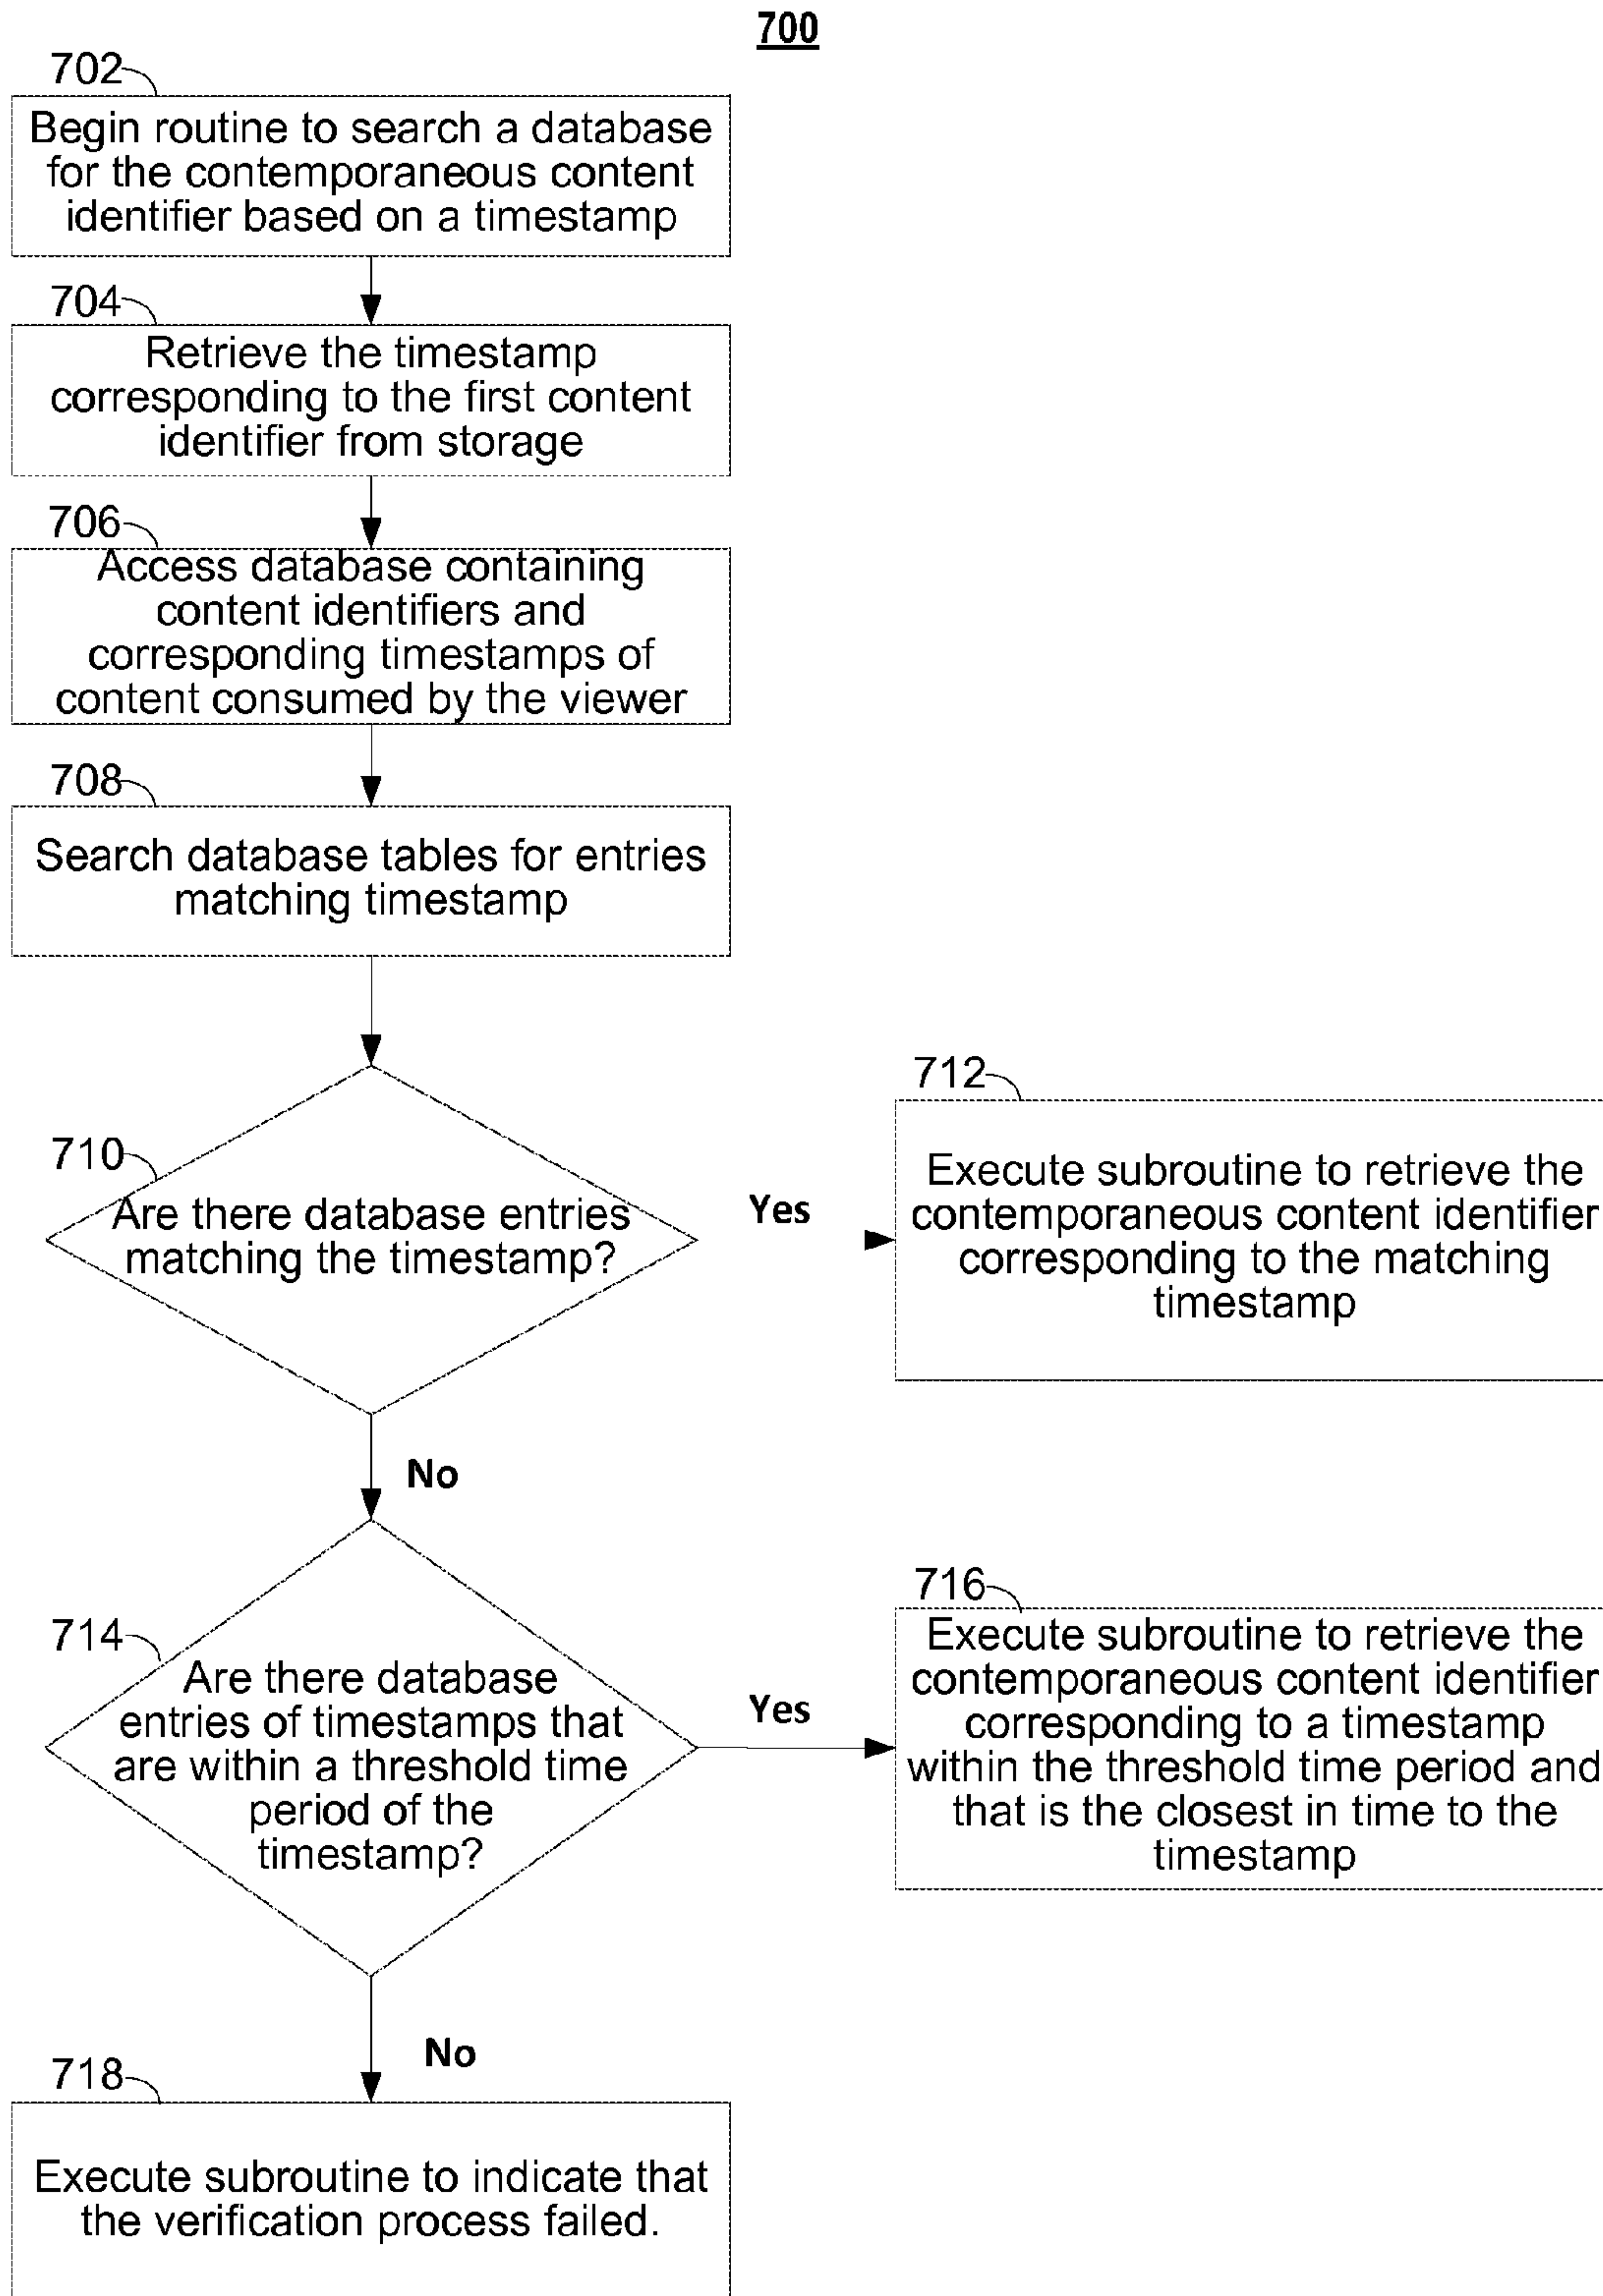 700
702
Begin routine to search a database
for the contemporaneous content
identifier based on a timestamp
704
Retrieve the timestamp
corresponding to the first content
identifier from storage
706
Access database containing
content identifiers and
corresponding timestamps of
content consumed by the viewer
708
Search database tables for entries
matching timestamp
710
Are there database entries
matching the timestamp?
Yes
712
Execute subroutine to retrieve the
contemporaneous content identifier
corresponding to the matching
timestamp
No
714
Are there database
entries of timestamps that
are within a threshold time
period of the
timestamp?
Yes
716
Execute subroutine to retrieve the
contemporaneous content identifier
corresponding to a timestamp
within the threshold time period and
that is the closest in time to the
timestamp
No
718
Execute subroutine to indicate that
the verification process failed.